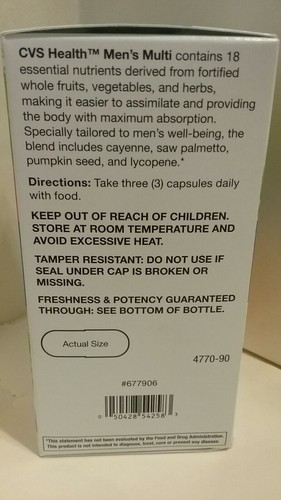 CVS Health™ Men's Multi contains 18
essential nutrients derived from fortified
whole fruits, vegetables, and herbs,
making it easier to assimilate and providing
the body with maximum absorption.
Specially tailored to men's well-being, the
blend includes cayenne, saw palmetto,
pumpkin seed, and lycopene.*
Directions: Take three (3) capsules daily
with food.
KEEP OUT OF REACH OF CHILDREN.
STORE AT ROOM TEMPERATURE AND
AVOID EXCESSIVE HEAT.
TAMPER RESISTANT: DO NOT USE IF
SEAL UNDER CAP IS BROKEN OR
MISSING.
FRESHNESS & POTENCY GUARANTEED
THROUGH: SEE BOTTOM OF BOTTLE.
Actual Size
4770-90
#677906
0 50428 54258 3
*This statement has not been evaluated by the Food and Drug Administration.
This product is not intended to diagnose, treat, cure or prevent any disease.